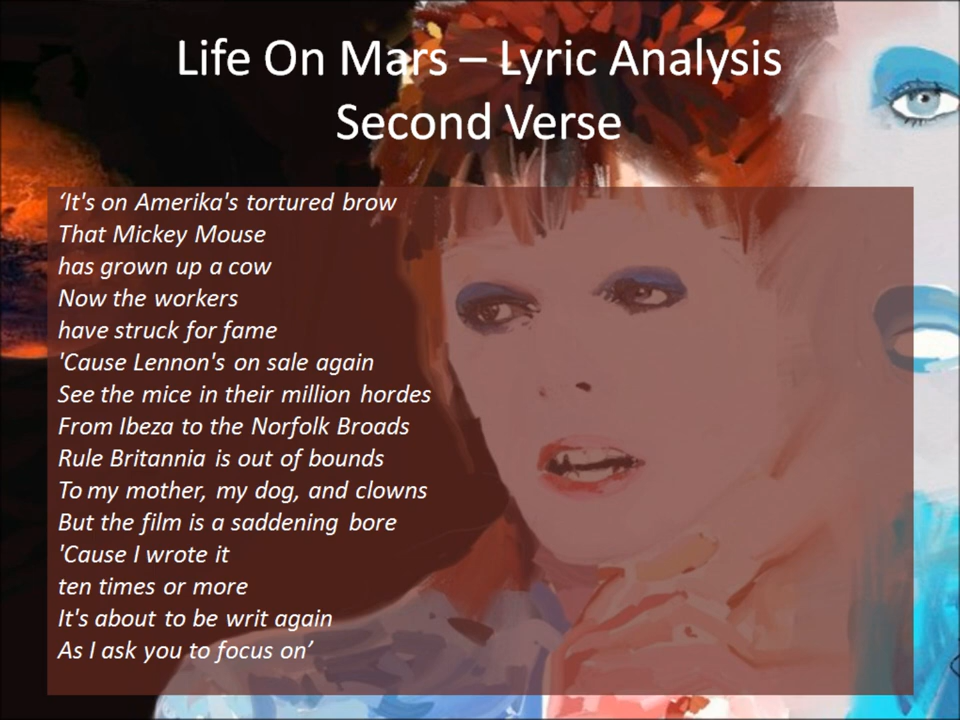 Life On Mars – Lyric Analysis
Second Verse
‘It's on Amerika's tortured brow
That Mickey Mouse
has grown up a cow
Now the workers
have struck for fame
'Cause Lennon's on sale again
See the mice in their million hordes
From Ibeza to the Norfolk Broads
Rule Britannia is out of bounds
To my mother, my dog, and clowns
But the film is a saddening bore
'Cause I wrote it
ten times or more
It's about to be writ again
As I ask you to focus on’